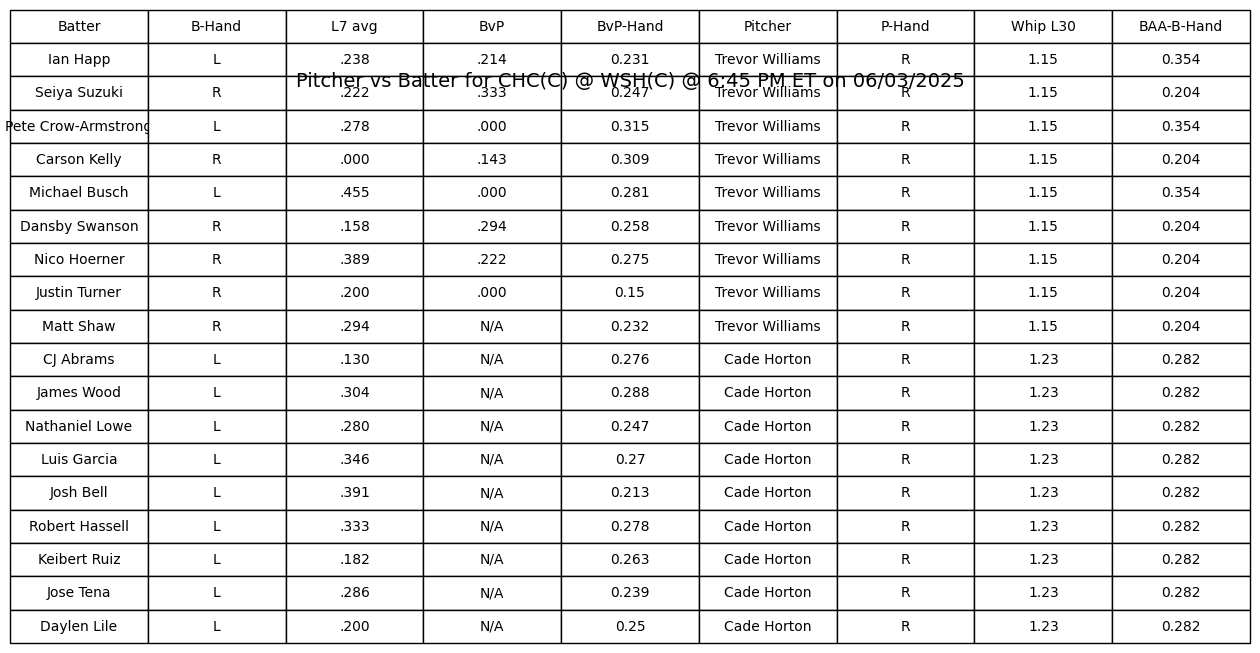 Batter B-Hand L7 avg BvP BvP-Hand Pitcher P-Hand Whip L30 BAA-B-Hand
Ian Happ L .238 .214 0.231 Trevor Williams R 1.15 0.354
Pitcher vs Batter for CHC(C) @ WSH(C) @ 6:45 PM ET on 06/03/2025
Seiya Suzuki R .222 .333 0.247 Trevor Williams R 1.15 0.204
Pete Crow-Armstrong L .278 .000 0.315 Trevor Williams R 1.15 0.354
Carson Kelly R .000 .143 0.309 Trevor Williams R 1.15 0.204
Michael Busch L .455 .000 0.281 Trevor Williams R 1.15 0.354
Dansby Swanson R .158 .294 0.258 Trevor Williams R 1.15 0.204
Nico Hoerner R .389 .222 0.275 Trevor Williams R 1.15 0.204
Justin Turner R .200 .000 0.15 Trevor Williams R 1.15 0.204
Matt Shaw R .294 N/A 0.232 Trevor Williams R 1.15 0.204
CJ Abrams L .130 N/A 0.276 Cade Horton R 1.23 0.282
James Wood L .304 N/A 0.288 Cade Horton R 1.23 0.282
Nathaniel Lowe L .280 N/A 0.247 Cade Horton R 1.23 0.282
Luis Garcia L .346 N/A 0.27 Cade Horton R 1.23 0.282
Josh Bell L .391 N/A 0.213 Cade Horton R 1.23 0.282
Robert Hassell L .333 N/A 0.278 Cade Horton R 1.23 0.282
Keibert Ruiz L .182 N/A 0.263 Cade Horton R 1.23 0.282
Jose Tena L .286 N/A 0.239 Cade Horton R 1.23 0.282
Daylen Lile L .200 N/A 0.25 Cade Horton R 1.23 0.282